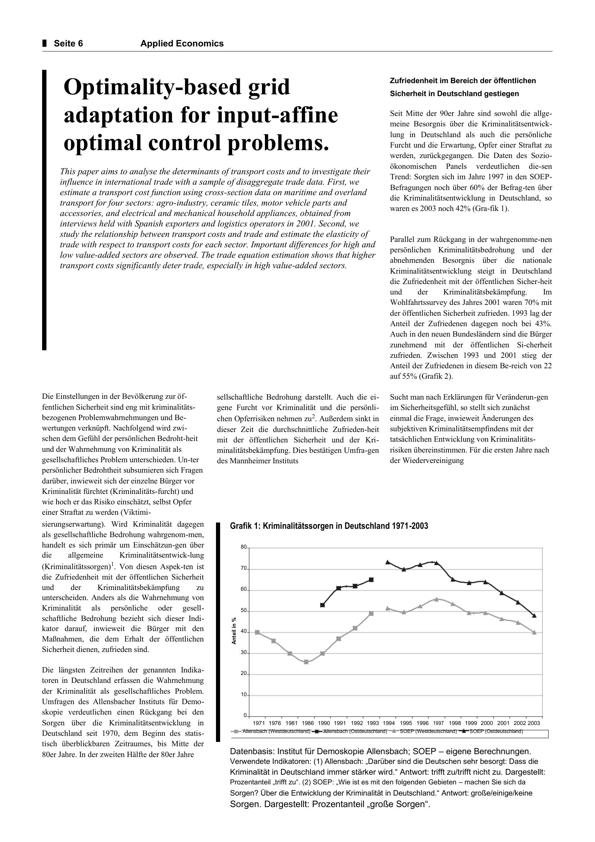 Seite 6 Applied Economics
Optimality-based grid
adaptation for input-affine
optimal control problems.
This paper aims to analyse the determinants of transport costs and to investigate their
influence in international trade with a sample of disaggregate trade data. First, we
estimate a transport cost function using cross-section data on maritime and overland
transport for four sectors: agro-industry, ceramic tiles, motor vehicle parts and
accessories, and electrical and mechanical household appliances, obtained from
interviews held with Spanish exporters and logistics operators in 2001. Second, we
study the relationship between transport costs and trade and estimate the elasticity of
trade with respect to transport costs for each sector. Important differences for high and
low value-added sectors are observed. The trade equation estimation shows that higher
transport costs significantly deter trade, especially in high value-added sectors.
Zufriedenheit im Bereich der öffentlichen
Sicherheit in Deutschland gestiegen
Seit Mitte der 90er Jahre sind sowohl die allge-
meine Besorgnis über die Kriminalitätsentwick-
lung in Deutschland als auch die persönliche
Furcht und die Erwartung, Opfer einer Straftat zu
werden, zurückgegangen. Die Daten des Sozio-
ökonomischen Panels verdeutlichen die-sen
Trend: Sorgten sich im Jahre 1997 in den SOEP-
Befragungen noch über 60% der Befrag-ten über
die Kriminalitätsentwicklung in Deutschland, so
waren es 2003 noch 42% (Gra-fik 1).
Parallel zum Rückgang in der wahrgenomme-nen
persönlichen Kriminalitätsbedrohung und der
abnehmenden Besorgnis über die nationale
Kriminalitätsentwicklung steigt in Deutschland
die Zufriedenheit mit der öffentlichen Sicher-heit
und der Kriminalitätsbekämpfung. Im
Wohlfahrtssurvey des Jahres 2001 waren 70% mit
der öffentlichen Sicherheit zufrieden. 1993 lag der
Anteil der Zufriedenen dagegen noch bei 43%.
Auch in den neuen Bundesländern sind die Bürger
zunehmend mit der öffentlichen Si-cherheit
zufrieden. Zwischen 1993 und 2001 stieg der
Anteil der Zufriedenen in diesem Be-reich von 22
auf 55% (Grafik 2).
Die Einstellungen in der Bevölkerung zur öf-
fentlichen Sicherheit sind eng mit kriminalitäts-
bezogenen Problemwahrnehmungen und Be-
wertungen verknüpft. Nachfolgend wird zwi-
schen dem Gefühl der persönlichen Bedroht-heit
und der Wahrnehmung von Kriminalität als
gesellschaftliches Problem unterschieden. Un-ter
persönlicher Bedrohtheit subsumieren sich Fragen
darüber, inwieweit sich der einzelne Bürger vor
Kriminalität fürchtet (Kriminalitäts-furcht) und
wie hoch er das Risiko einschätzt, selbst Opfer
einer Straftat zu werden (Viktimi-
sierungserwartung). Wird Kriminalität dagegen
als gesellschaftliche Bedrohung wahrgenom-men,
handelt es sich primär um Einschätzun-gen über
die allgemeine Kriminalitätsentwick-lung
(Kriminalitätssorgen)1. Von diesen Aspek-ten ist
die Zufriedenheit mit der öffentlichen Sicherheit
und der Kriminalitätsbekämpfung zu
unterscheiden. Anders als die Wahrnehmung von
Kriminalität als persönliche oder gesell-
schaftliche Bedrohung bezieht sich dieser Indi-
kator darauf, inwieweit die Bürger mit den
Maßnahmen, die dem Erhalt der öffentlichen
Sicherheit dienen, zufrieden sind.
Die längsten Zeitreihen der genannten Indika-
toren in Deutschland erfassen die Wahrnehmung
der Kriminalität als gesellschaftliches Problem.
Umfragen des Allensbacher Instituts für Demo-
skopie verdeutlichen einen Rückgang bei den
Sorgen über die Kriminalitätsentwicklung in
Deutschland seit 1970, dem Beginn des statis-
tisch überblickbaren Zeitraumes, bis Mitte der
80er Jahre. In der zweiten Hälfte der 80er Jahre
sellschaftliche Bedrohung darstellt. Auch die ei-
gene Furcht vor Kriminalität und die persönli-
chen Opferrisiken nehmen zu2. Außerdem sinkt in
dieser Zeit die durchschnittliche Zufrieden-heit
mit der öffentlichen Sicherheit und der Kri-
minalitätsbekämpfung. Dies bestätigen Umfra-gen
des Mannheimer Instituts
Sucht man nach Erklärungen für Veränderun-gen
im Sicherheitsgefühl, so stellt sich zunächst
einmal die Frage, inwieweit Änderungen des
subjektiven Kriminalitätsempfindens mit der
tatsächlichen Entwicklung von Kriminalitäts-
risiken übereinstimmen. Für die ersten Jahre nach
der Wiedervereinigung
Grafik 1: Kriminalitätssorgen in Deutschland 1971-2003
80
70
60
50
40
30
20
10
0
Anteil in %
1971 1976 1981 1986 1990 1991 1992 1993 1994 1995 1996 1997 1998 1999 2000 2001 2002 2003
Allensbach (Westdeutschland) Allensbach (Ostdeutschland) SOEP (Westdeutschland) SOEP (Ostdeutschland)
Datenbasis: Institut für Demoskopie Allensbach; SOEP – eigene Berechnungen.
Verwendete Indikatoren: (1) Allensbach: „Darüber sind die Deutschen sehr besorgt: Dass die
Kriminalität in Deutschland immer stärker wird.“ Antwort: trifft zu/trifft nicht zu. Dargestellt:
Prozentanteil „trifft zu“. (2) SOEP: „Wie ist es mit den folgenden Gebieten – machen Sie sich da
Sorgen? Über die Entwicklung der Kriminalität in Deutschland.“ Antwort: große/einige/keine
Sorgen. Dargestellt: Prozentanteil „große Sorgen“.